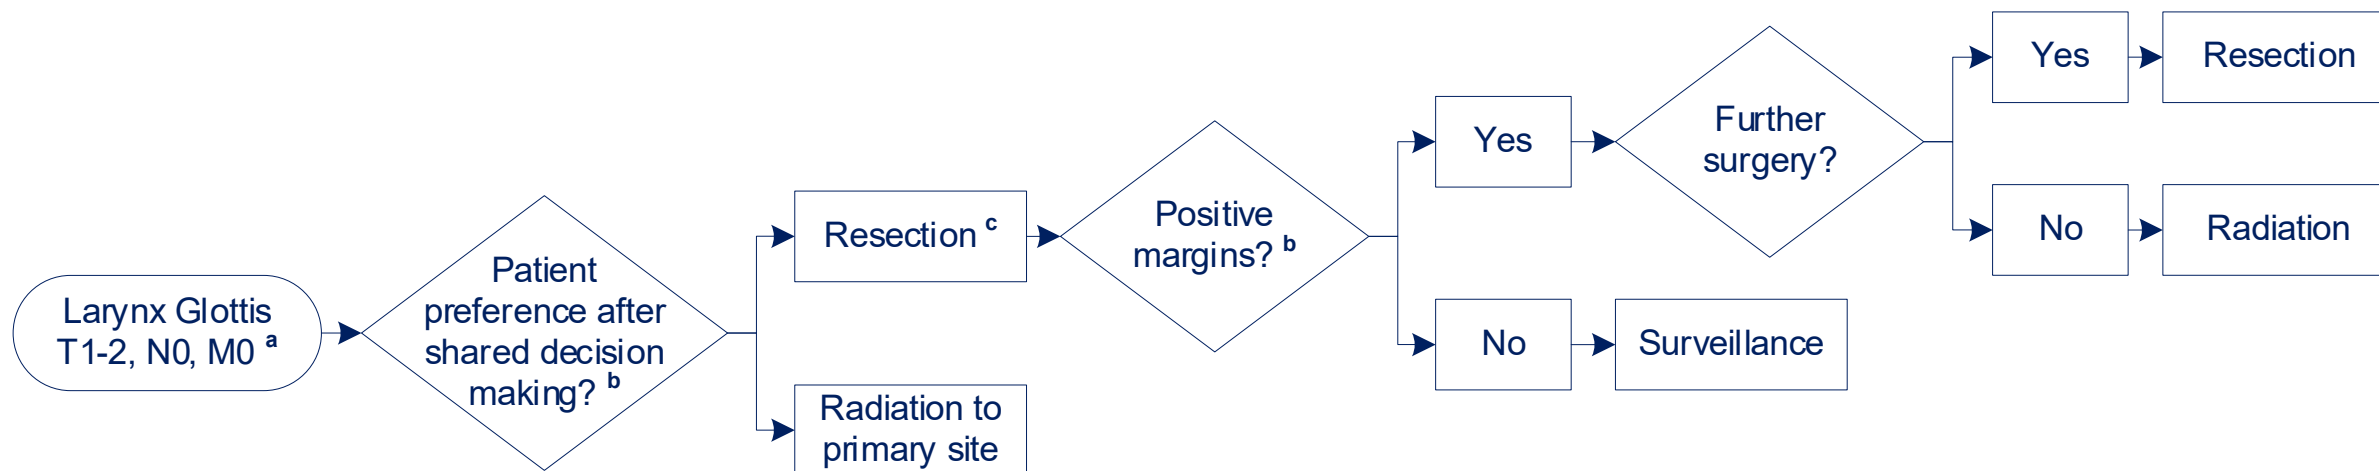 Larynx Glottis
T1-2, N0, M0 a
Patient
preference after
shared decision
making? b
Resection c
Radiation to
primary site
Positive
margins? b
Yes
No
Surveillance
Further
surgery?
Yes
Resection
No
Radiation